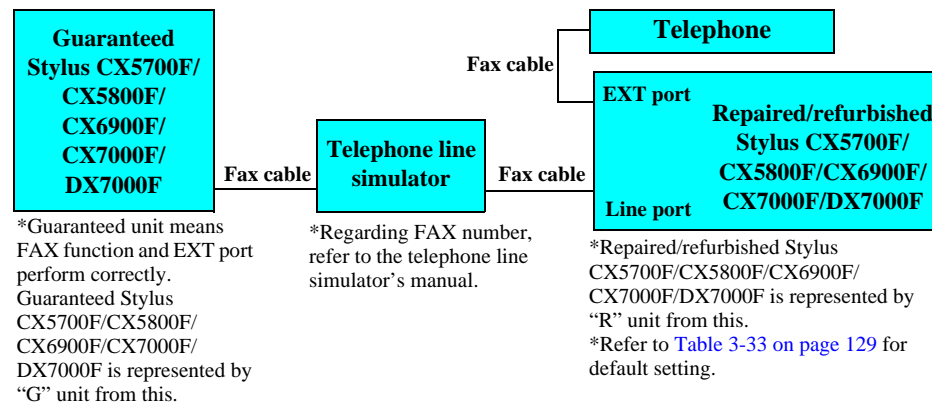 Guaranteed
Stylus CX5700F/
CX5800F/
CX6900F/
CX7000F/
DX7000F
Fax cable
Telephone line
simulator
Fax cable
Fax cable
Telephone
EXT port
Repaired/refurbished
Stylus CX5700F/
CX5800F/CX6900F/
CX7000F/DX7000F
Line port
*Guaranteed unit means
FAX function and EXT port
perform correctly.
Guaranteed Stylus
CX5700F/CX5800F/
CX6900F/CX7000F/
DX7000F is represented by
“G” unit from this.
*Regarding FAX number,
refer to the telephone line
simulator’s manual.
*Repaired/refurbished Stylus
CX5700F/CX5800F/CX6900F/
CX7000F/DX7000F is represented by
“R” unit from this.
*Refer to Table 3-33 on page 129 for
default setting.